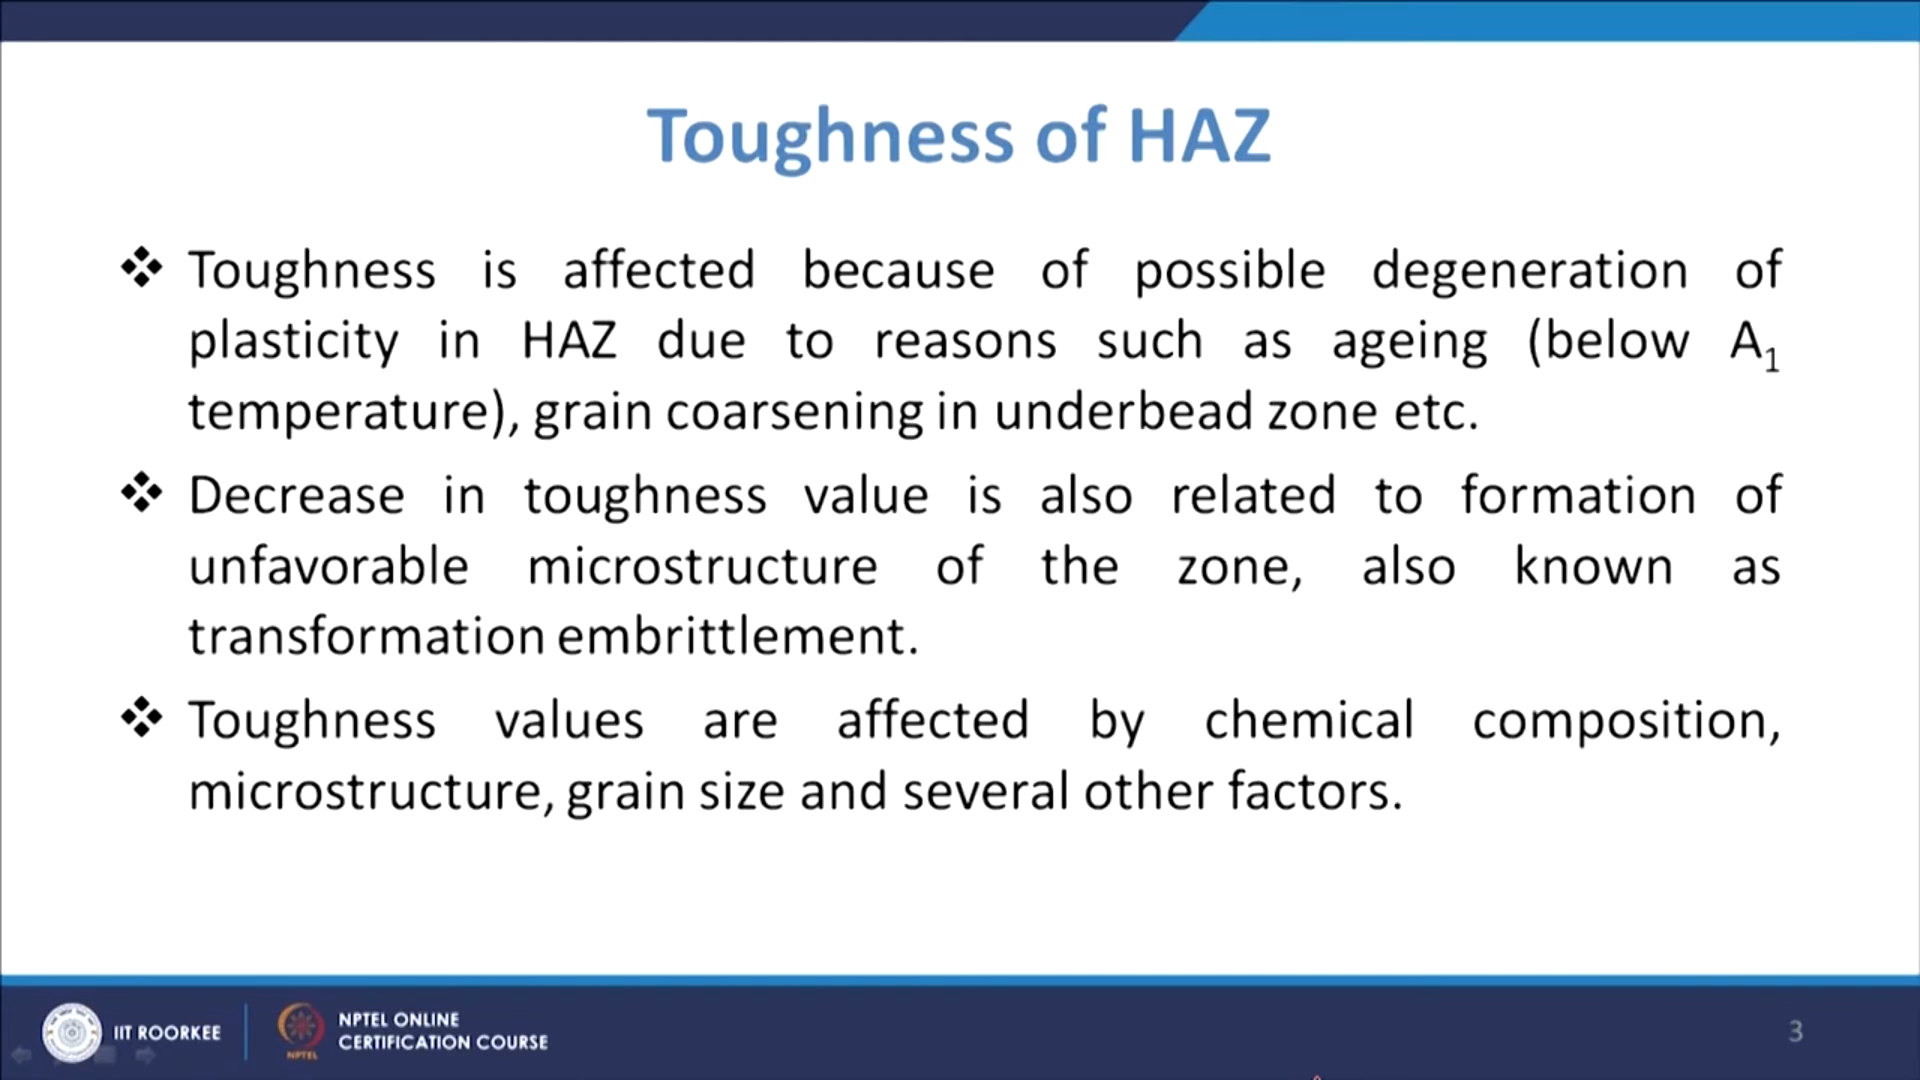 Toughness of HAZ
❖ Toughness is affected because of possible degeneration of
plasticity in HAZ due to reasons such as ageing (below A₁
temperature), grain coarsening in underbead zone etc.
❖ Decrease in toughness value is also related to formation of
unfavorable microstructure of the zone, also known as
transformation embrittlement.
❖ Toughness values are affected by chemical composition,
microstructure, grain size and several other factors.
IIT ROORKEE
NPTEL
NPTEL ONLINE
CERTIFICATION COURSE
3